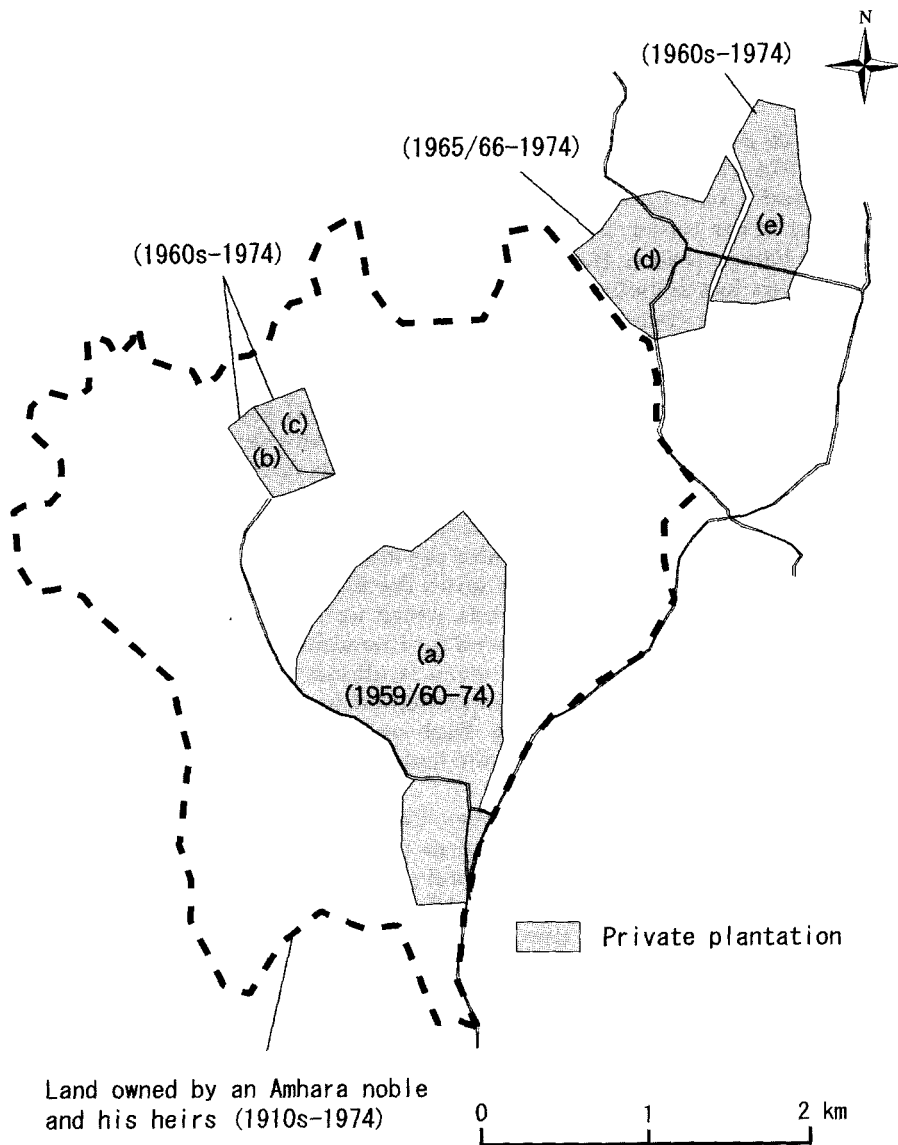 N
(1960s-1974)
(1965/66-1974)
(e)
(1960s-1974)
(d)
(c)
(b)
(a)
(1959/60-74)
Private plantation
Land owned by an Amhara noble
and his heirs (1910s-1974)
0 1 2 km